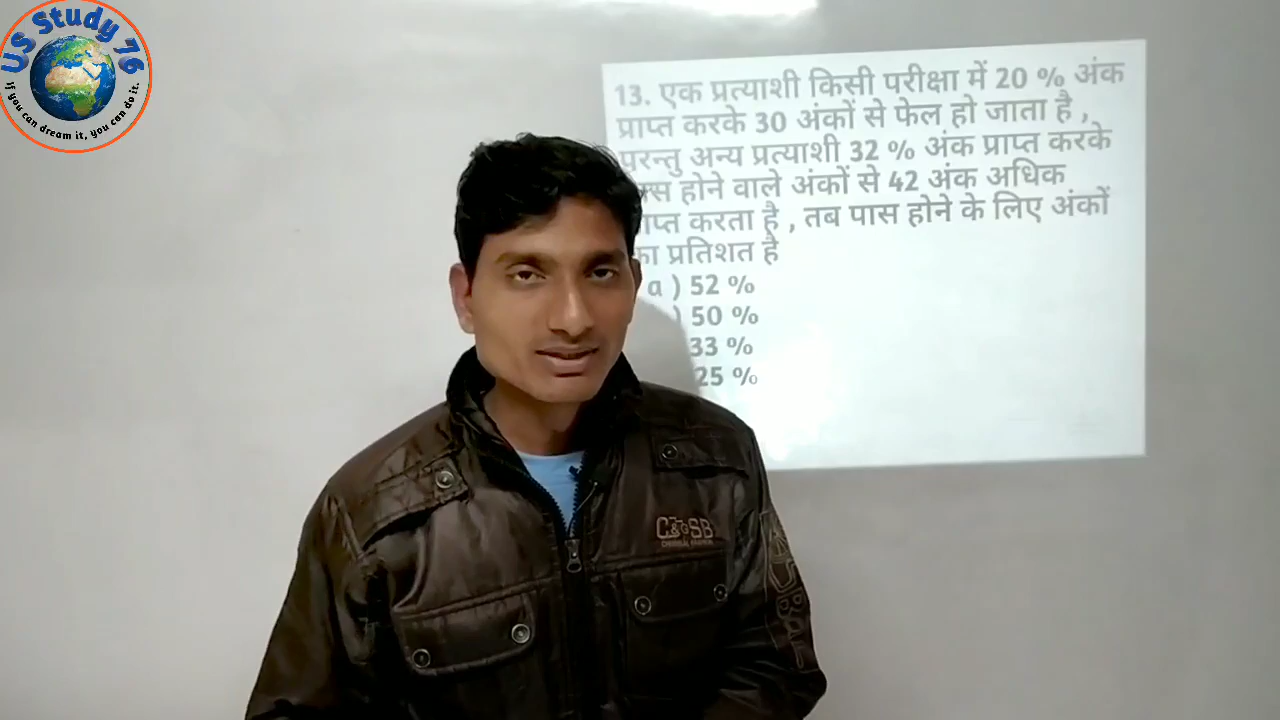 US Study 76
If you can dream it, you can do it.
13. एक प्रत्याशी किसी परीक्षा में 20 % अंक
प्राप्त करके 30 अंकों से फेल हो जाता है ,
परन्तु अन्य प्रत्याशी 32 % अंक प्राप्त करके
होने वाले अंकों से 42 अंक अधिक
करता है , तब पास होने के लिए अंकों
का प्रतिशत है
a ) 52 %
) 50 %
33 %
25 %
C&GSB